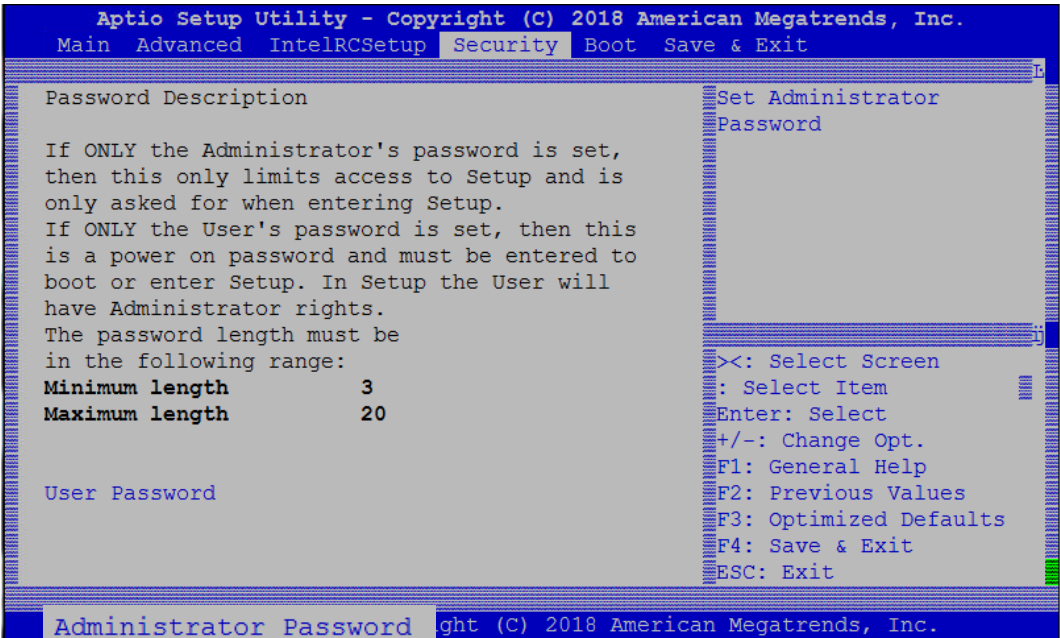 Aptio Setup Utility - Copyright (C) 2018 American Megatrends, Inc.
Main Advanced IntelRCSetup Security Boot Save & Exit
Password Description
If ONLY the Administrator's password is set,
then this only limits access to Setup and is
only asked for when entering Setup.
If ONLY the User's password is set, then this
is a power on password and must be entered to
boot or enter Setup. In Setup the User will
have Administrator rights.
The password length must be
in the following range:
Minimum length 3
Maximum length 20
User Password
Set Administrator
Password
><: Select Screen
: Select Item
Enter: Select
+/-: Change Opt.
F1: General Help
F2: Previous Values
F3: Optimized Defaults
F4: Save & Exit
ESC: Exit
Administrator Password ght (C) 2018 American Megatrends, Inc.